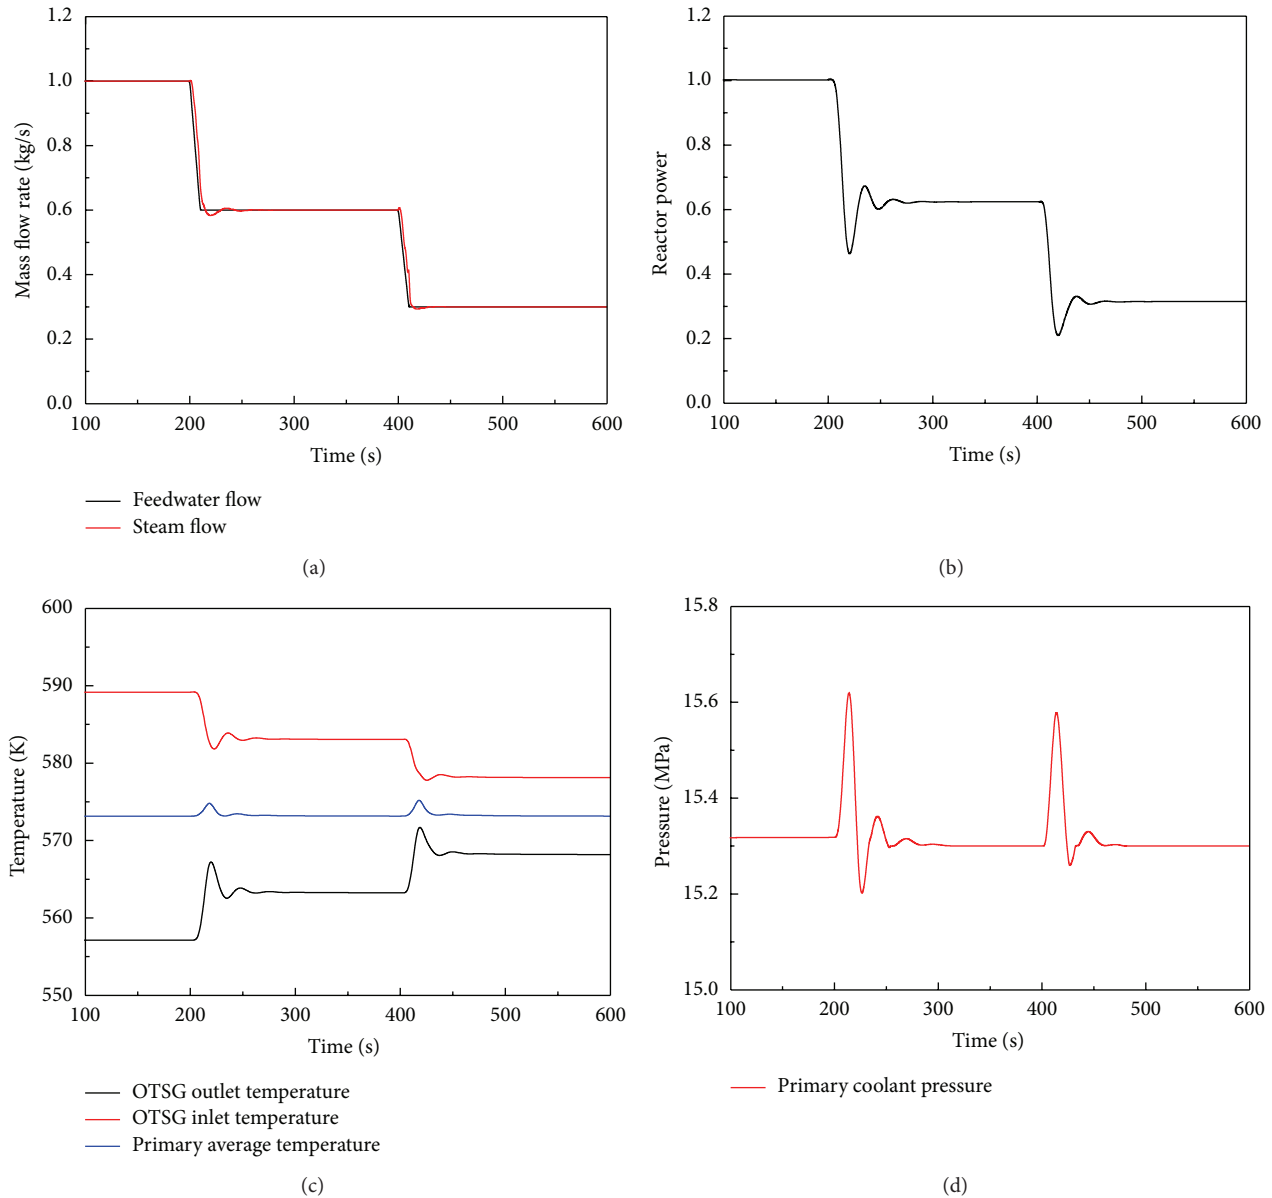 1.2
1.0
0.8
0.6
0.4
0.2
0.0
Mass flow rate (kg/s)
100 200 300 400 500 600
Time (s)
Feedwater flow
Steam flow
(a)
1.2
1.0
0.8
0.6
0.4
0.2
0.0
Reactor power
100 200 300 400 500 600
Time (s)
(b)
600
590
580
570
560
550
Temperature (K)
100 200 300 400 500 600
Time (s)
OTSG outlet temperature
OTSG inlet temperature
Primary average temperature
(c)
15.8
15.6
15.4
15.2
15.0
Pressure (MPa)
100 200 300 400 500 600
Time (s)
Primary coolant pressure
(d)